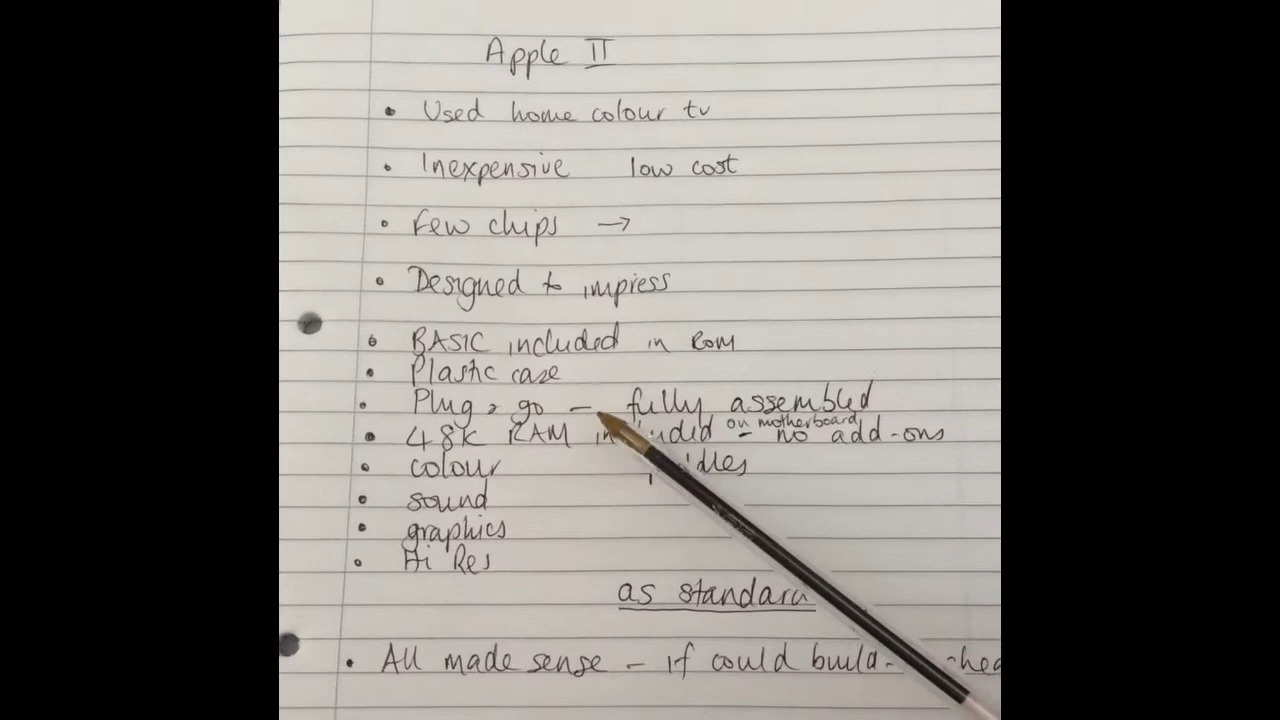 Apple II
• Used home colour tv
• Inexpensive low cost
• Few chips →
• Designed to impress
• BASIC included in ROM
• Plastic case
• Plug & go – fully assembled
• 48K RAM included on motherboard – no add-ons
• colour
• sound
• graphics
• Hi Res
as standard
• All made sense – if could build